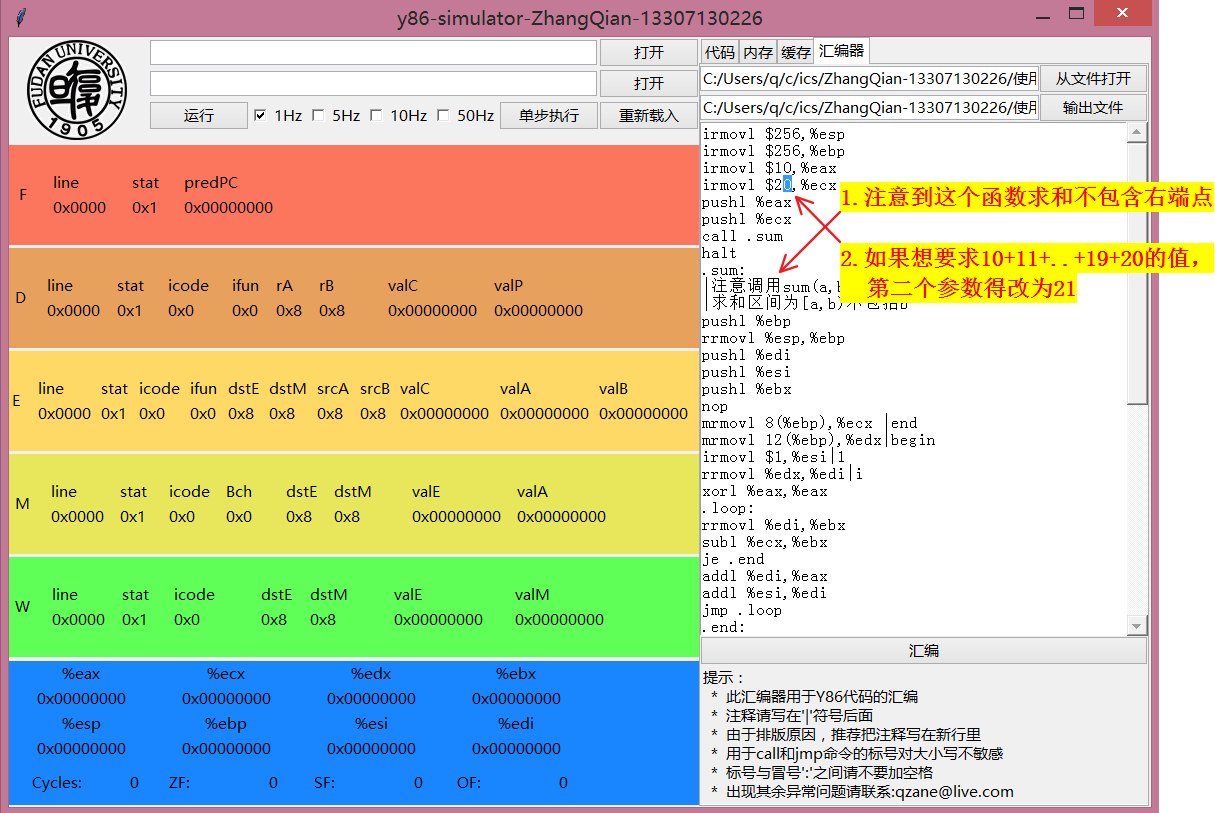 y86-simulator-ZhangQian-13307130226
FUDAN UNIVERSITY
1905
打开
打开
运行 1Hz 5Hz 10Hz 50Hz 单步执行 重新载入
代码 内存 缓存 汇编器
C:/Users/q/c/ics/ZhangQian-13307130226/使用 从文件打开
C:/Users/q/c/ics/ZhangQian-13307130226/使用 输出文件
F
line stat predPC
0x0000 0x1 0x00000000
D
line stat icode ifun rA rB valC valP
0x0000 0x1 0x0 0x0 0x8 0x8 0x00000000 0x00000000
E
line stat icode ifun dstE dstM srcA srcB valC valA valB
0x0000 0x1 0x0 0x0 0x8 0x8 0x8 0x8 0x00000000 0x00000000 0x00000000
M
line stat icode Bch dstE dstM valE valA
0x0000 0x1 0x0 0x0 0x8 0x8 0x00000000 0x00000000
W
line stat icode dstE dstM valE valM
0x0000 0x1 0x0 0x8 0x8 0x00000000 0x00000000
%eax %ecx %edx %ebx
0x00000000 0x00000000 0x00000000 0x00000000
%esp %ebp %esi %edi
0x00000000 0x00000000 0x00000000 0x00000000
Cycles: 0 ZF: 0 SF: 0 OF: 0
irmovl $256,%esp
irmovl $256,%ebp
irmovl $10,%eax
irmovl $20,%ecx
pushl %eax
pushl %ecx
call .sum
halt
.sum:
|注意调用sum(a,b
|求和区间为[a,b)不包括b
pushl %ebp
rrmovl %esp,%ebp
pushl %edi
pushl %esi
pushl %ebx
nop
mrmovl 8(%ebp),%ecx |end
mrmovl 12(%ebp),%edx|begin
irmovl $1,%esi|1
rrmovl %edx,%edi|i
xorl %eax,%eax
.loop:
rrmovl %edi,%ebx
subl %ecx,%ebx
je .end
addl %edi,%eax
addl %esi,%edi
jmp .loop
.end:
1.注意到这个函数求和不包含右端点
2.如果想要求10+11+..+19+20的值,
第二个参数得改为21
汇编
提示：
* 此汇编器用于Y86代码的汇编
* 注释请写在'|'符号后面
* 由于排版原因，推荐把注释写在新行里
* 用于call和jmp命令的标号对大小写不敏感
* 标号与冒号':'之间请不要加空格
* 出现其余异常问题请联系:qzane@live.com